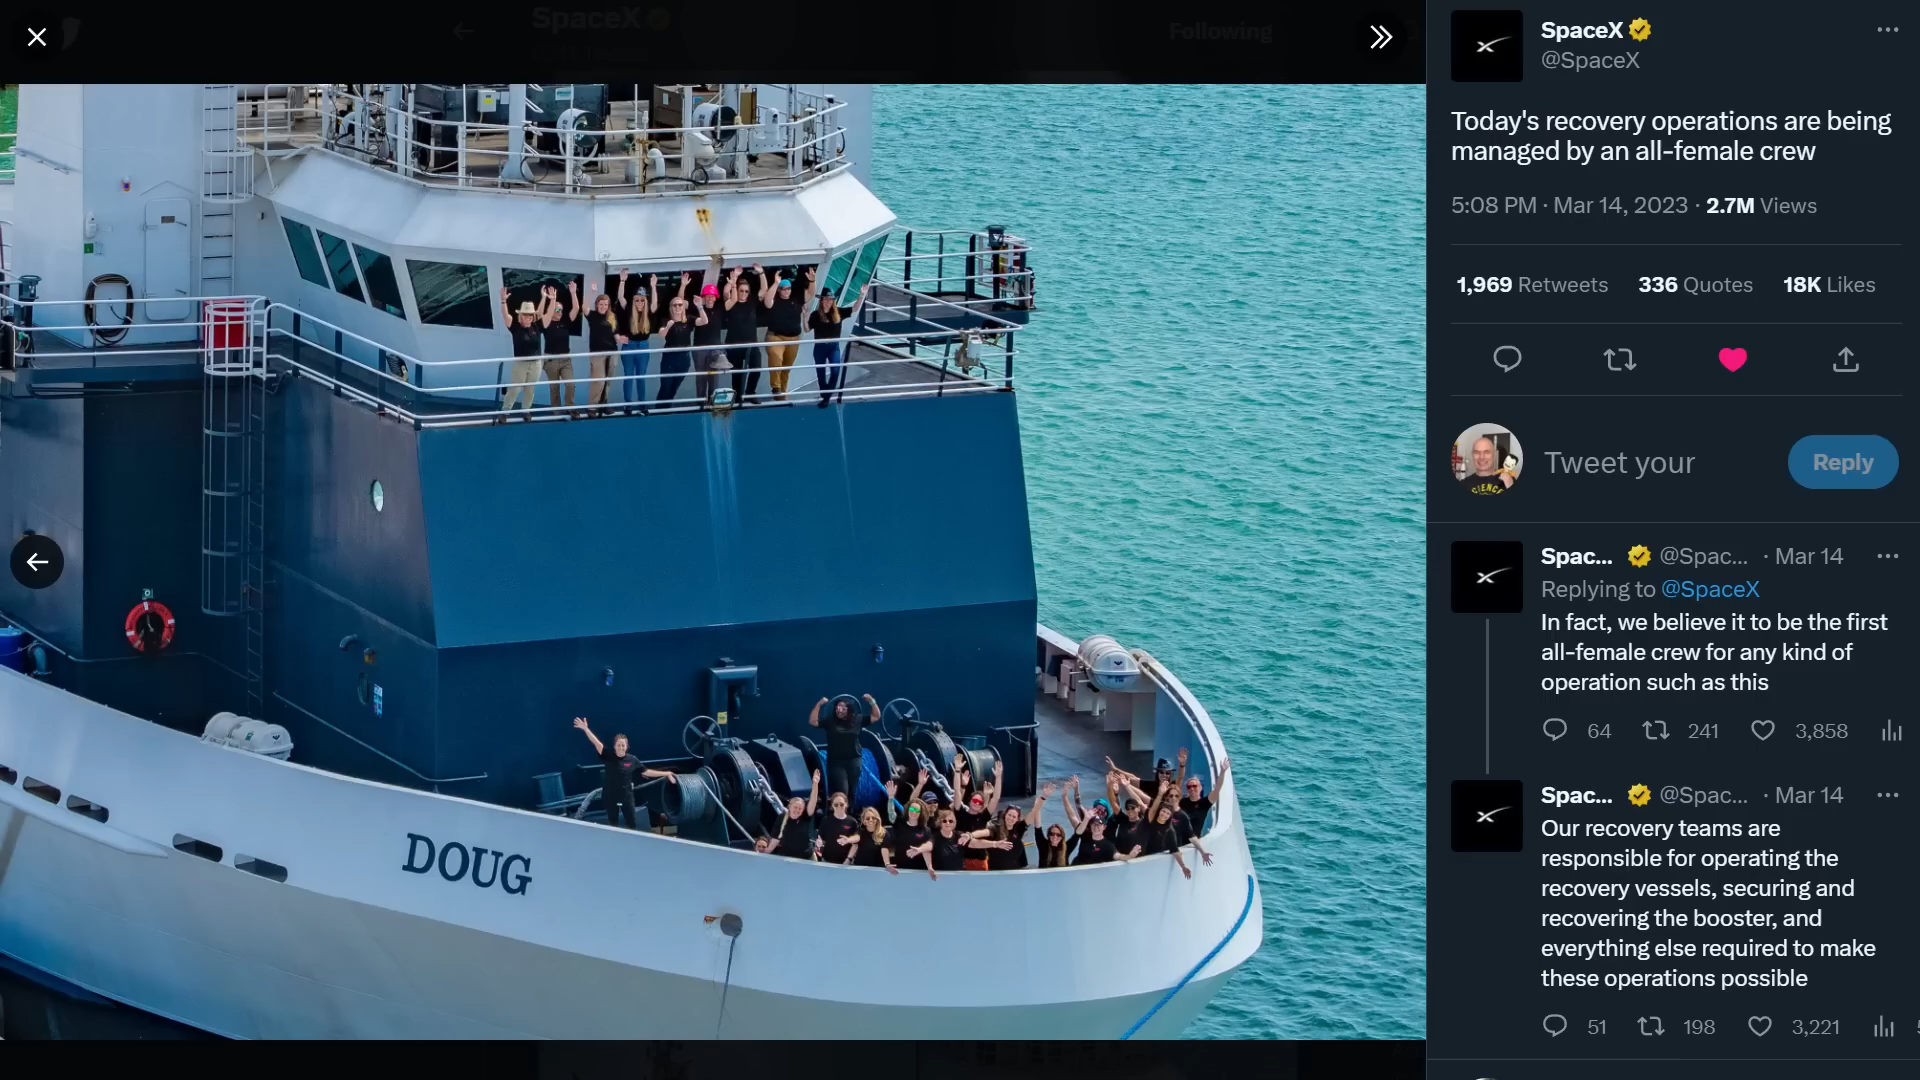 SpaceX
Following
SpaceX
@SpaceX
Today's recovery operations are being
managed by an all-female crew
5:08 PM · Mar 14, 2023 · 2.7M Views
1,969 Retweets 336 Quotes 18K Likes
Tweet your
Reply
Spac... @Spac... · Mar 14
Replying to @SpaceX
In fact, we believe it to be the first
all-female crew for any kind of
operation such as this
64 241 3,858
Spac... @Spac... · Mar 14
Our recovery teams are
responsible for operating the
recovery vessels, securing and
recovering the booster, and
everything else required to make
these operations possible
51 198 3,221
DOUG